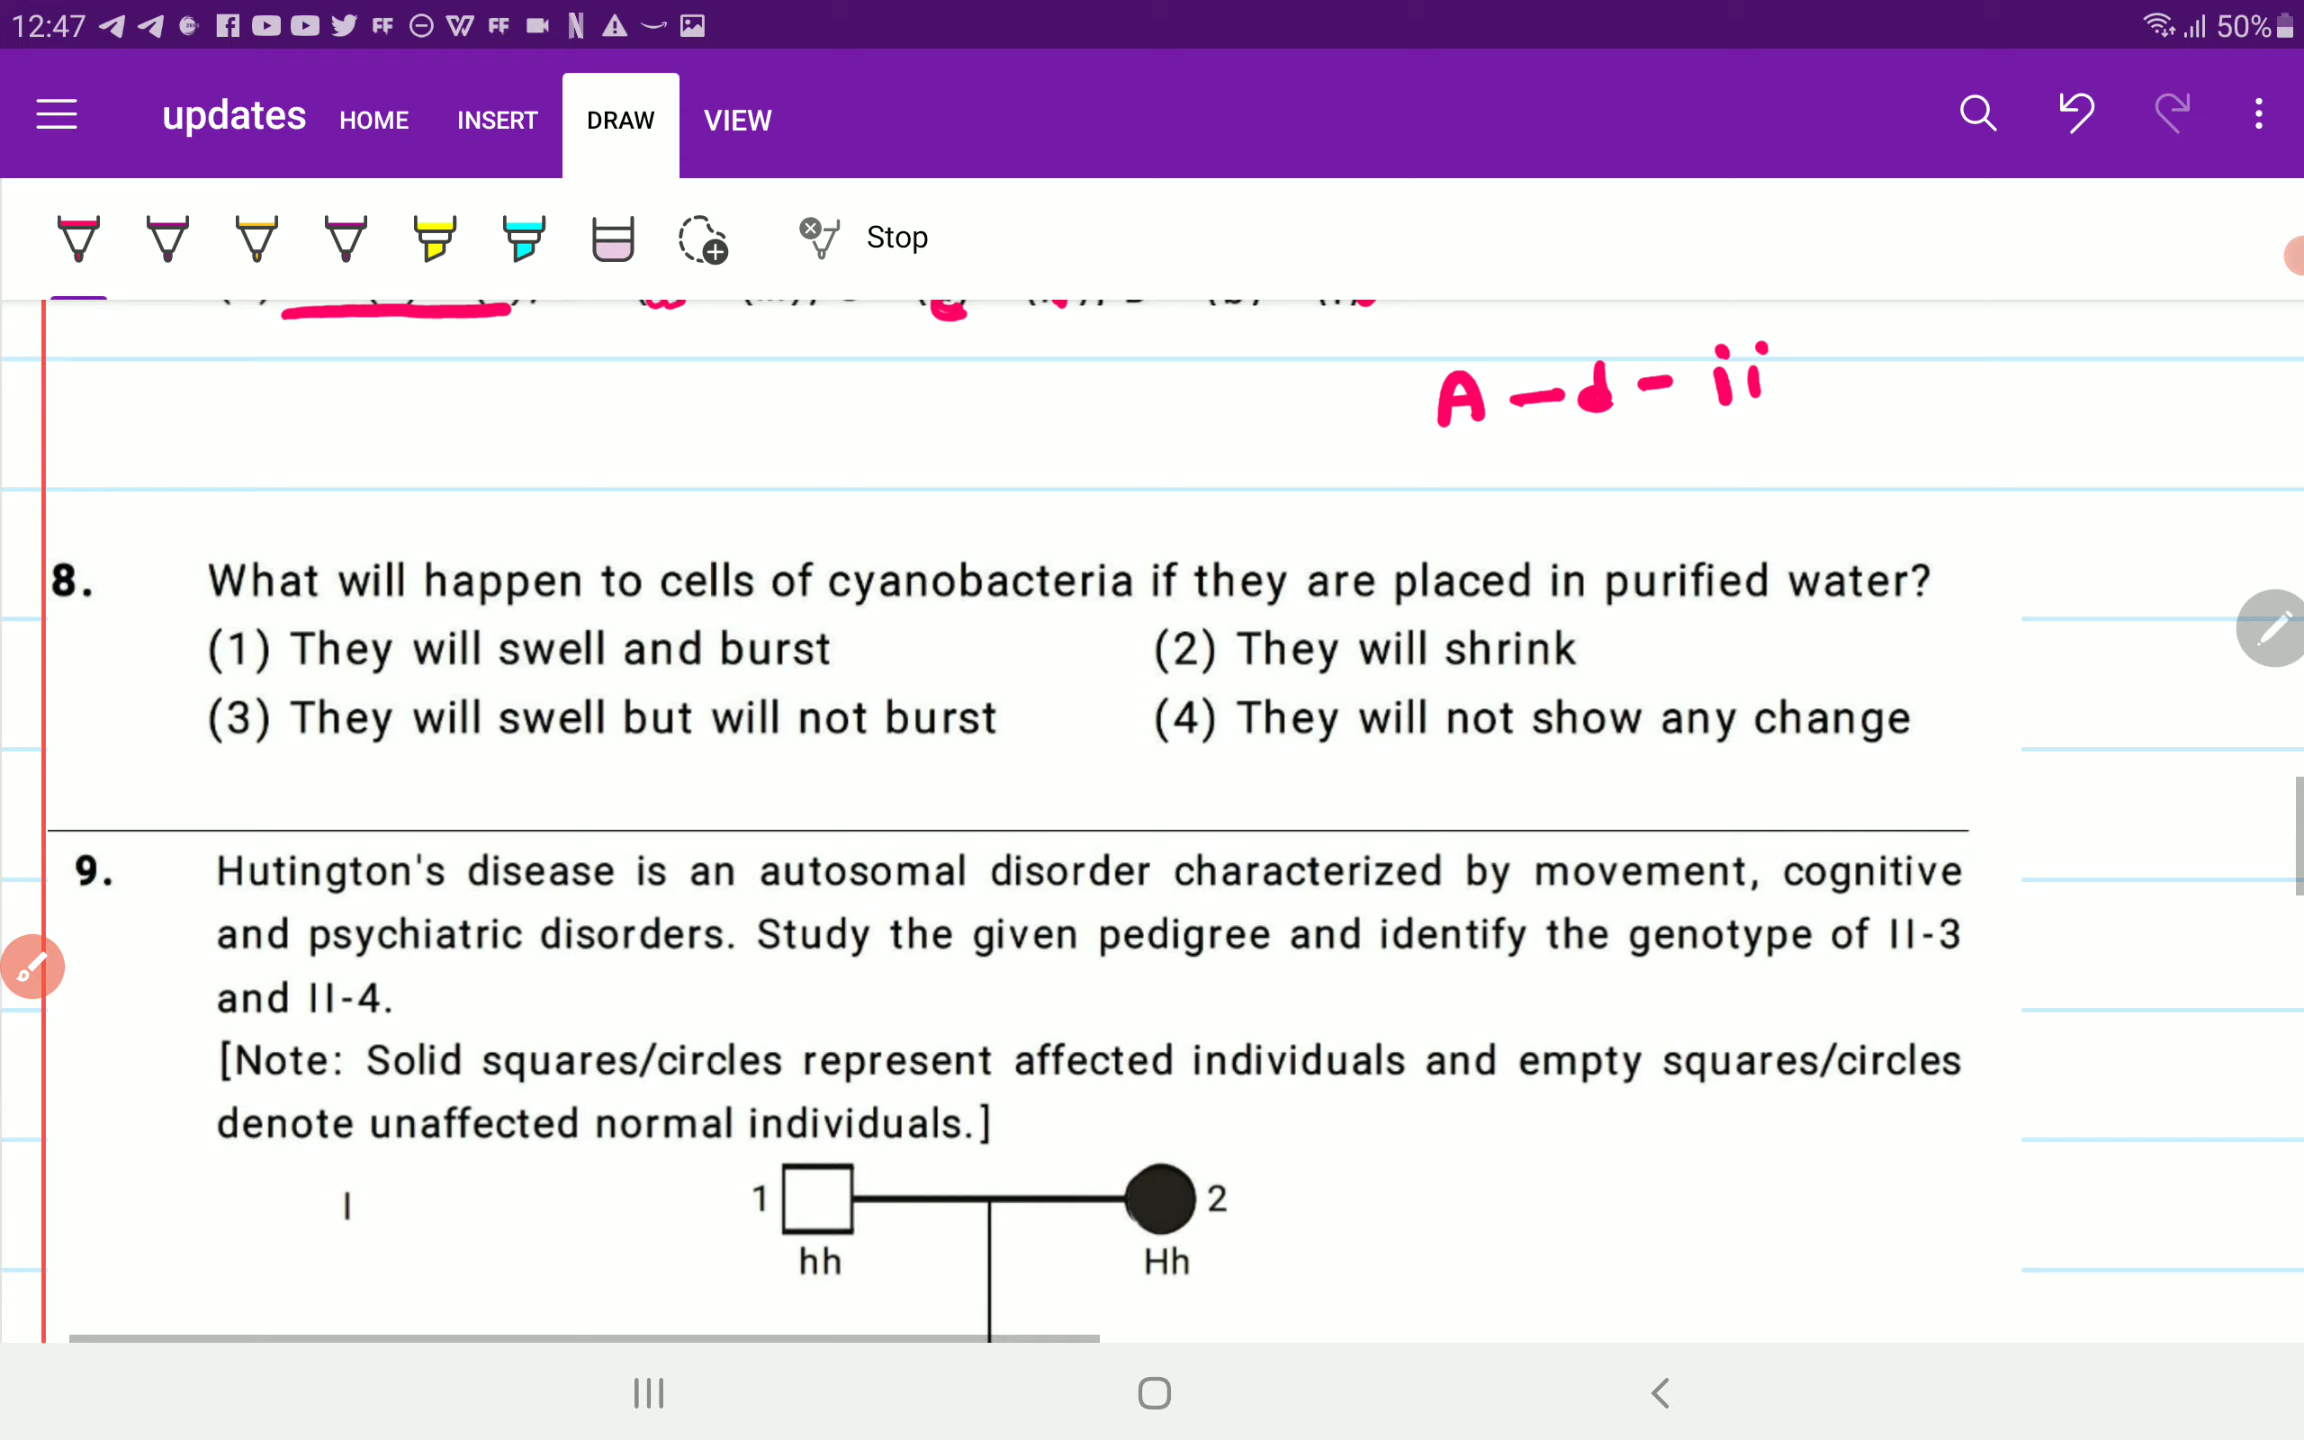 12:47 50%
updates HOME INSERT DRAW VIEW
Stop
A - d - ii
8. What will happen to cells of cyanobacteria if they are placed in purified water?
(1) They will swell and burst (2) They will shrink
(3) They will swell but will not burst (4) They will not show any change
9. Hutington's disease is an autosomal disorder characterized by movement, cognitive
and psychiatric disorders. Study the given pedigree and identify the genotype of II-3
and II-4.
[Note: Solid squares/circles represent affected individuals and empty squares/circles
denote unaffected normal individuals.]
I 1 2
hh Hh